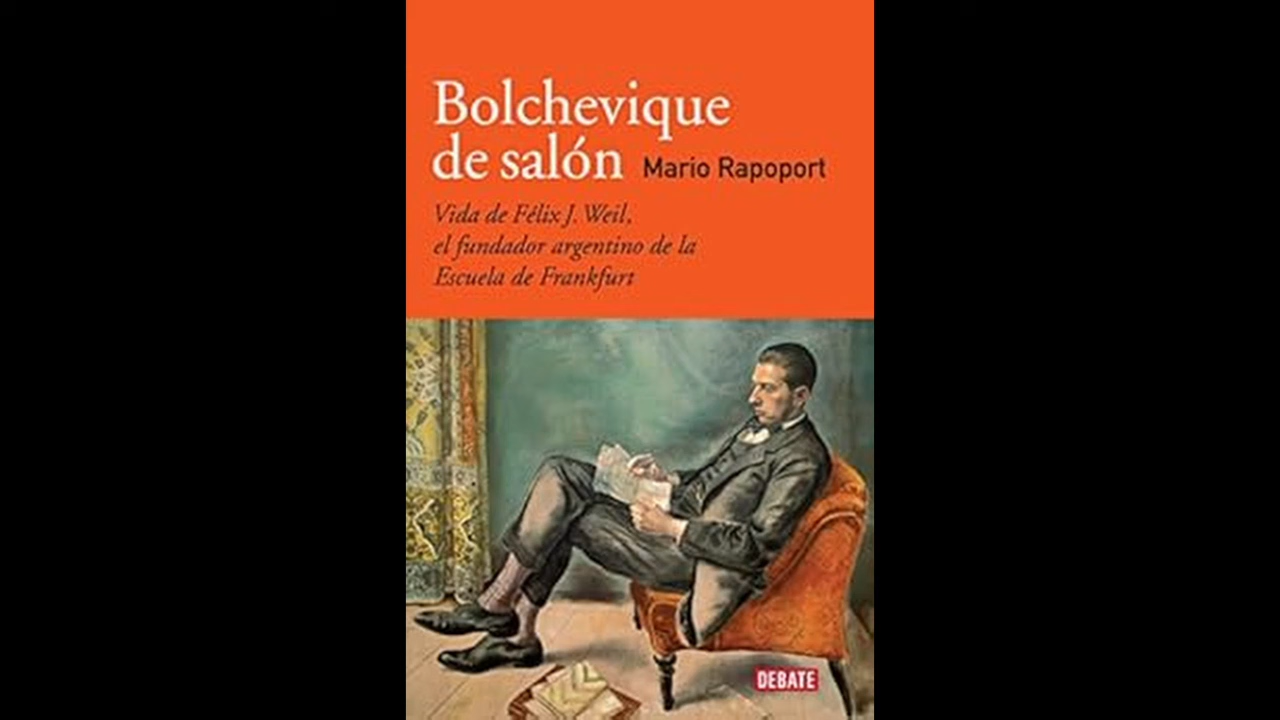 Bolchevique
de salón Mario Rapoport
Vida de Félix J. Weil,
el fundador argentino de la
Escuela de Frankfurt
DEBATE